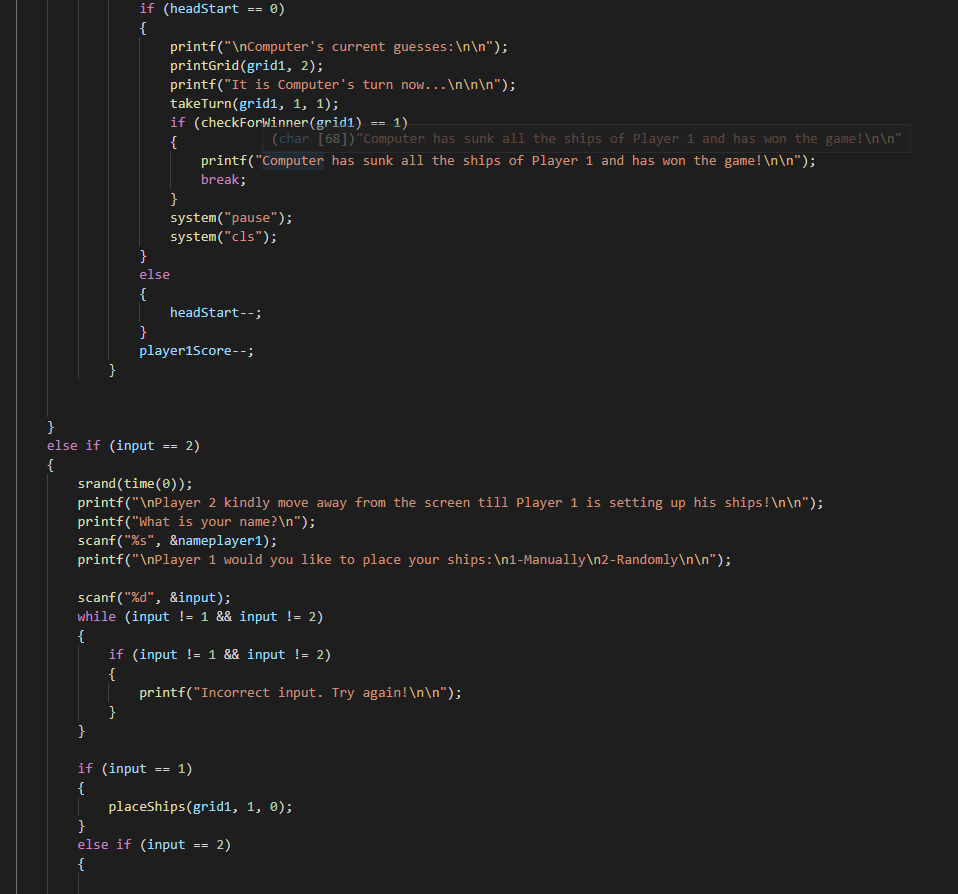 if (headStart == 0)
{
printf("\nComputer's current guesses:\n\n");
printGrid(grid1, 2);
printf("It is Computer's turn now...\n\n\n");
takeTurn(grid1, 1, 1);
if (checkForWinner(grid1) == 1)
(char [68])"Computer has sunk all the ships of Player 1 and has won the game!\n\n"
{
printf("Computer has sunk all the ships of Player 1 and has won the game!\n\n");
break;
}
system("pause");
system("cls");
}
else
{
headStart--;
}
player1Score--;
}
}
else if (input == 2)
{
srand(time(0));
printf("\nPlayer 2 kindly move away from the screen till Player 1 is setting up his ships!\n\n");
printf("What is your name?\n");
scanf("%s", &nameplayer1);
printf("\nPlayer 1 would you like to place your ships:\n1-Manually\n2-Randomly\n\n");
scanf("%d", &input);
while (input != 1 && input != 2)
{
if (input != 1 && input != 2)
{
printf("Incorrect input. Try again!\n\n");
}
}
if (input == 1)
{
placeShips(grid1, 1, 0);
}
else if (input == 2)
{